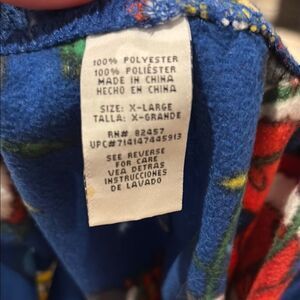 100% POLYESTER
100% POLIÉSTER
MADE IN CHINA
HECHO EN CHINA
SIZE: X-LARGE
TALLA: X-GRANDE
RN# 82457
UPC#714147445913
SEE REVERSE
FOR CARE
VEA DETRAS
INSTRUCCIONES
DE LAVADO